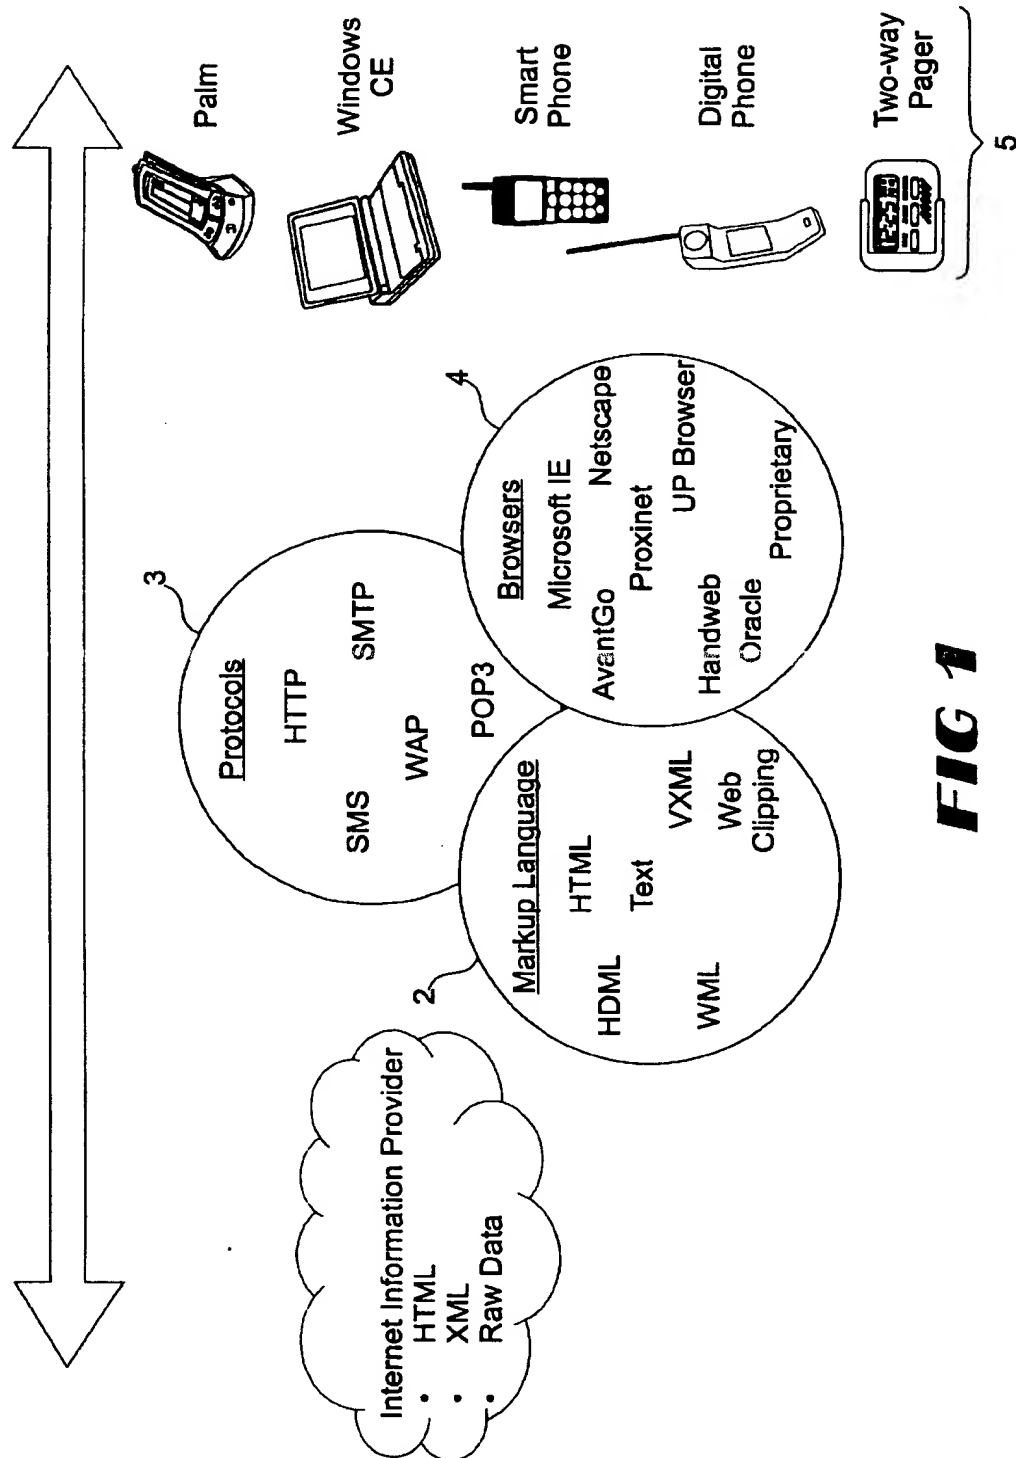 Internet Information Provider
• HTML
• XML
• Raw Data
2
Markup Language
HTML
HDML
Text
VXML
WML
Web
Clipping
3
Protocols
HTTP
SMS
SMTP
WAP
POP3
4
Browsers
Microsoft IE
Netscape
AvantGo
Proxinet
UP Browser
Handweb
Oracle
Proprietary
Palm
Windows
CE
Smart
Phone
Digital
Phone
12:25
Two-way
Pager
5
FIG 1